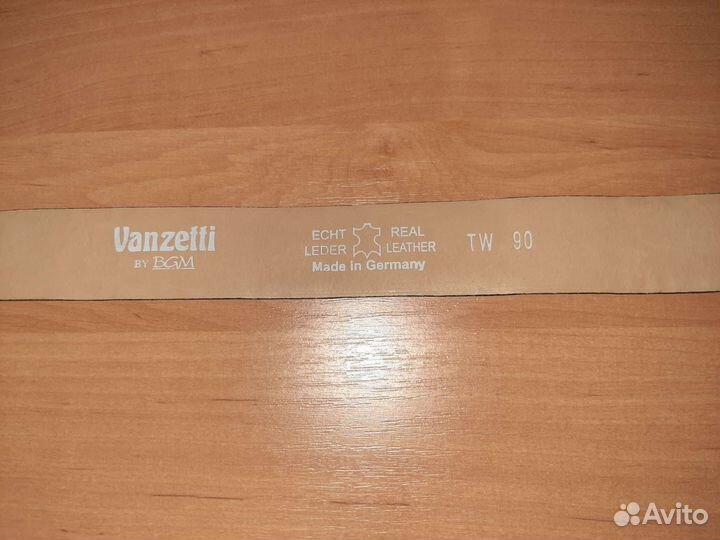 Vanzetti
BY BGM
ECHT REAL
LEDER LEATHER
Made in Germany
TW 90
Avito